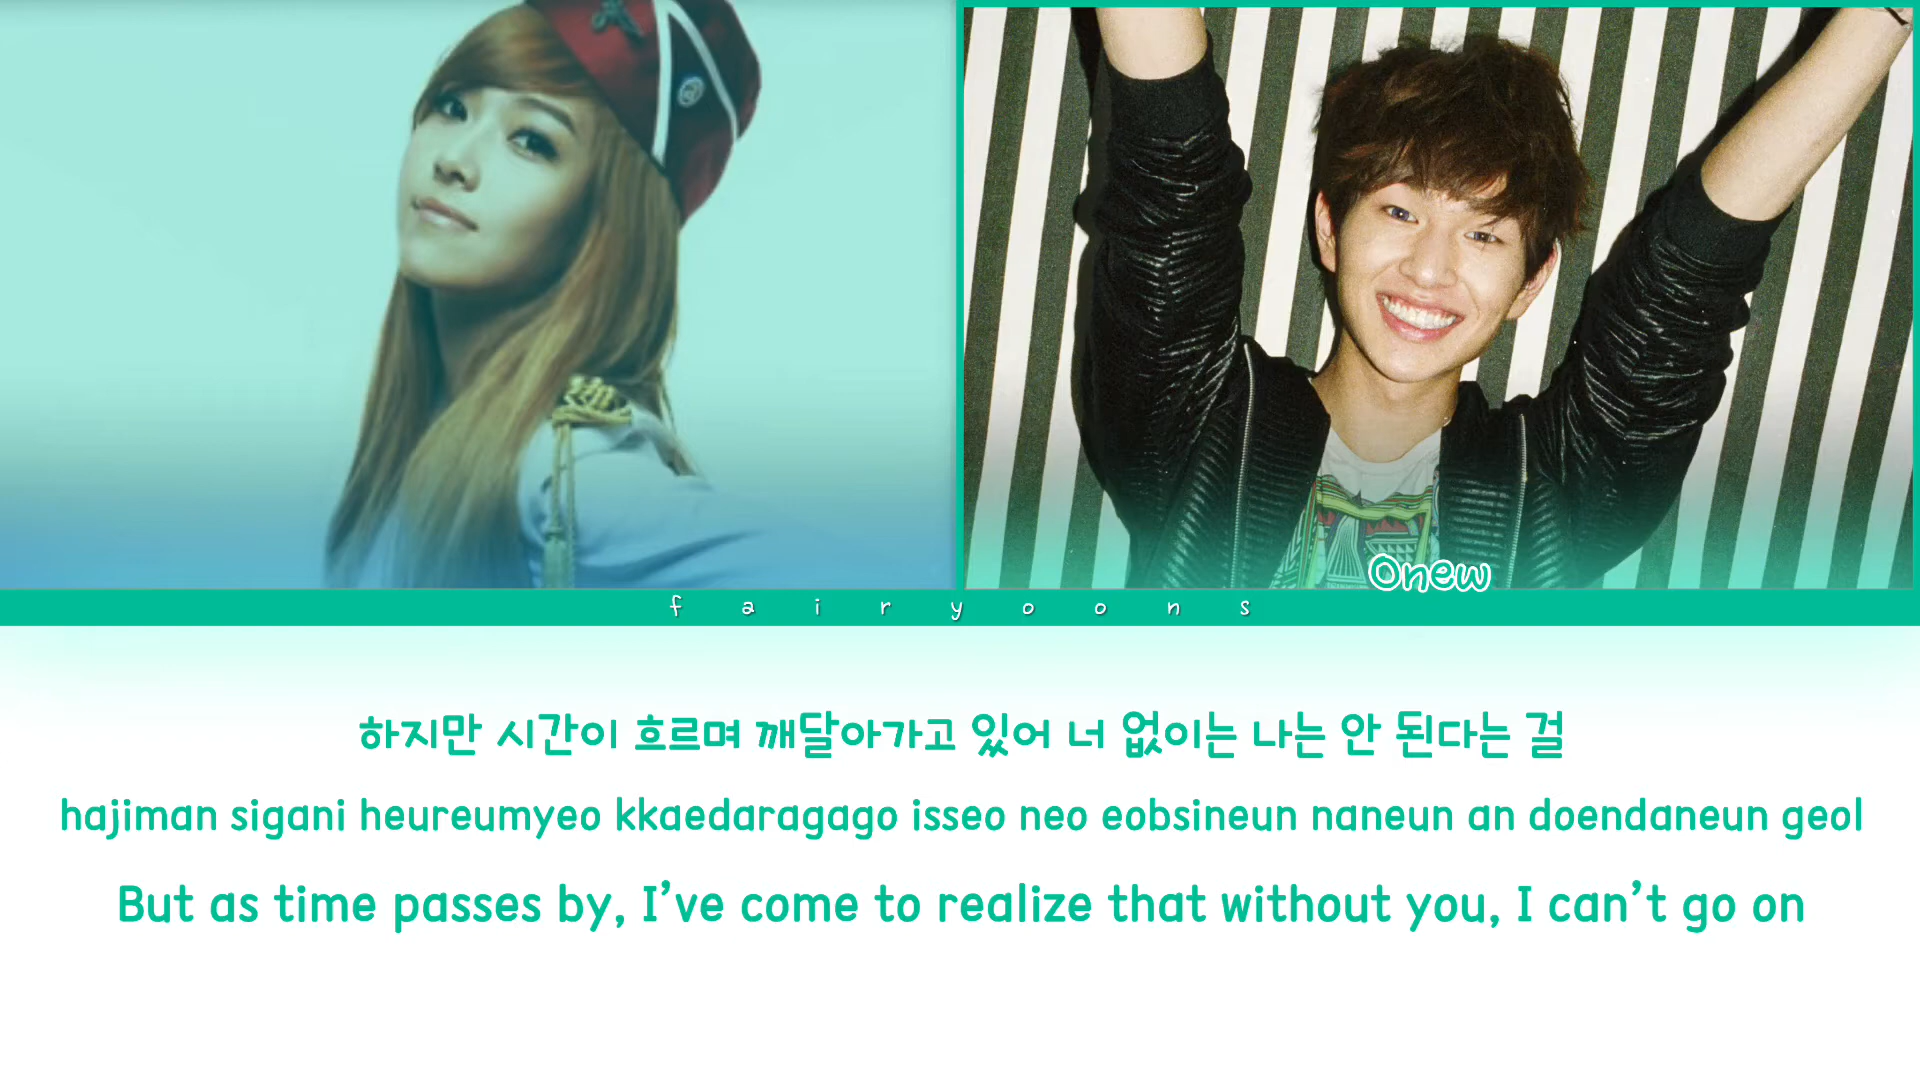 Onew
f a i r y o o n s
하지만 시간이 흐르며 깨달아가고 있어 너 없이는 나는 안 된다는 걸
hajiman sigani heureumyeo kkaedaragago isseo neo eobsineun naneun an doendaneun geol
But as time passes by, I’ve come to realize that without you, I can’t go on